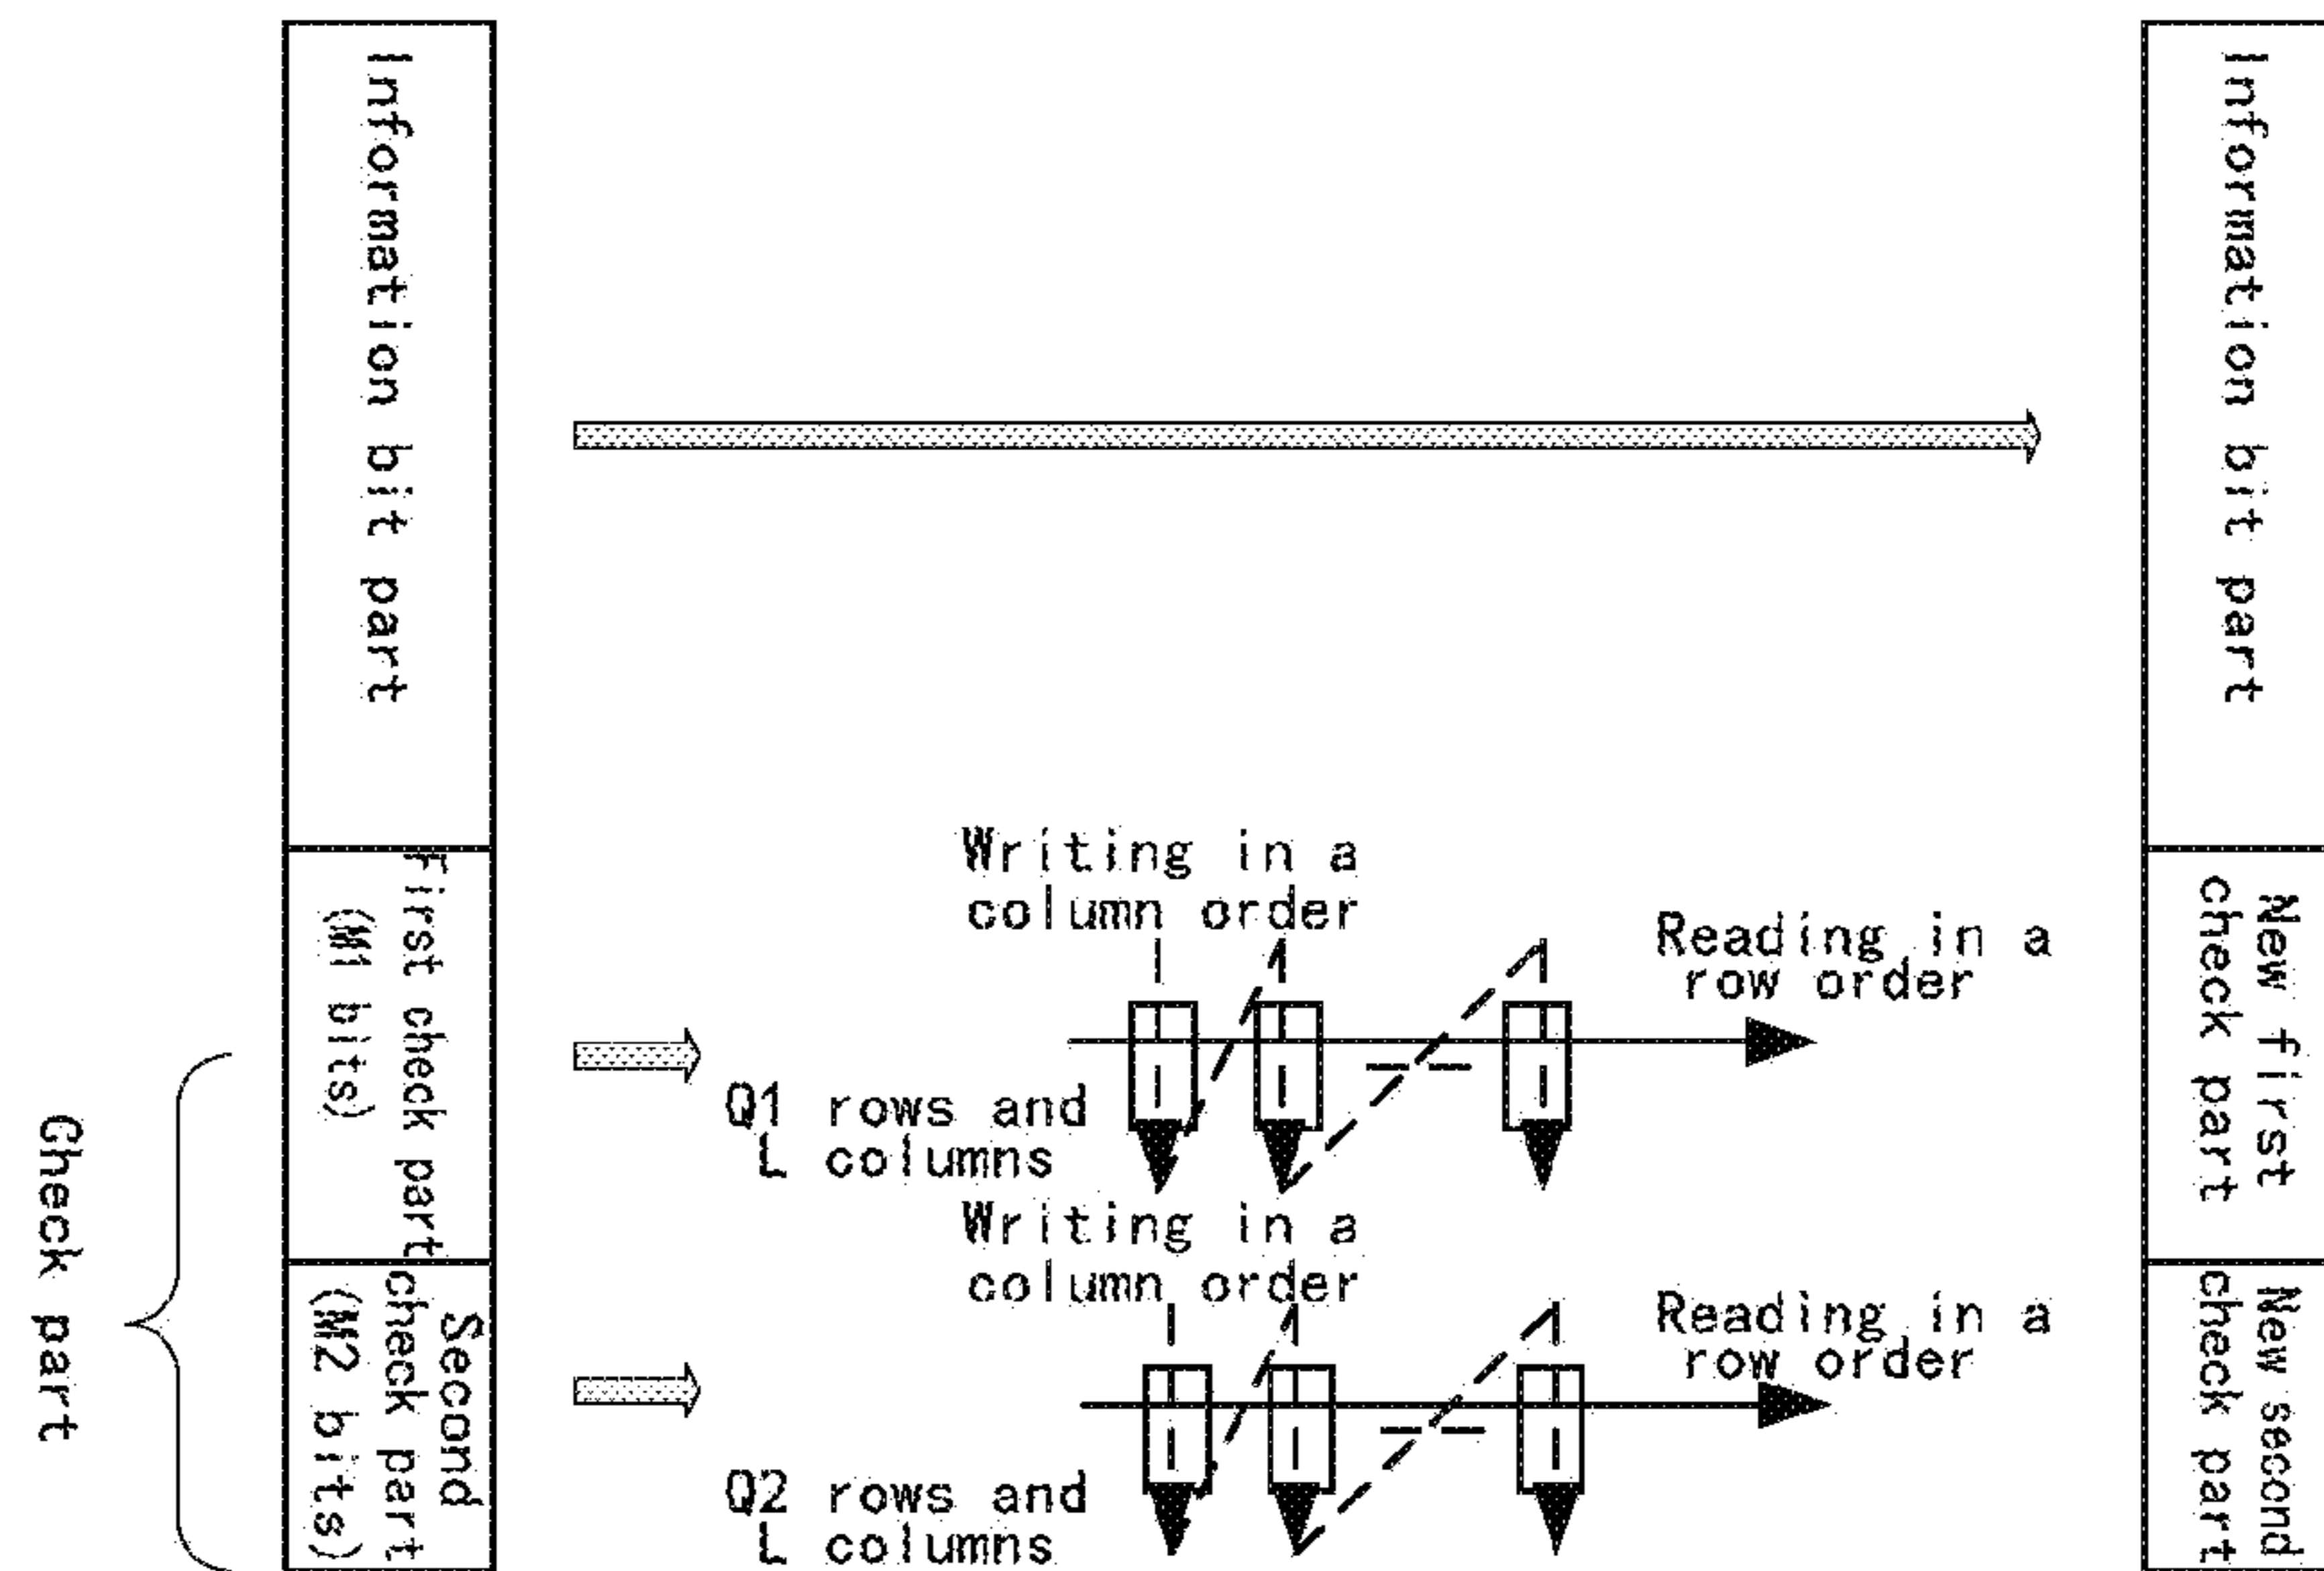 Information bit part
First check part
(M1 bits)
Second
check part
(M2 bits)
Check part
Writing in a
column order
Reading in a
row order
Q1 rows and
L columns
Writing in a
column order
Reading in a
row order
Q2 rows and
L columns
Information bit part
New first
check part
New second
check part